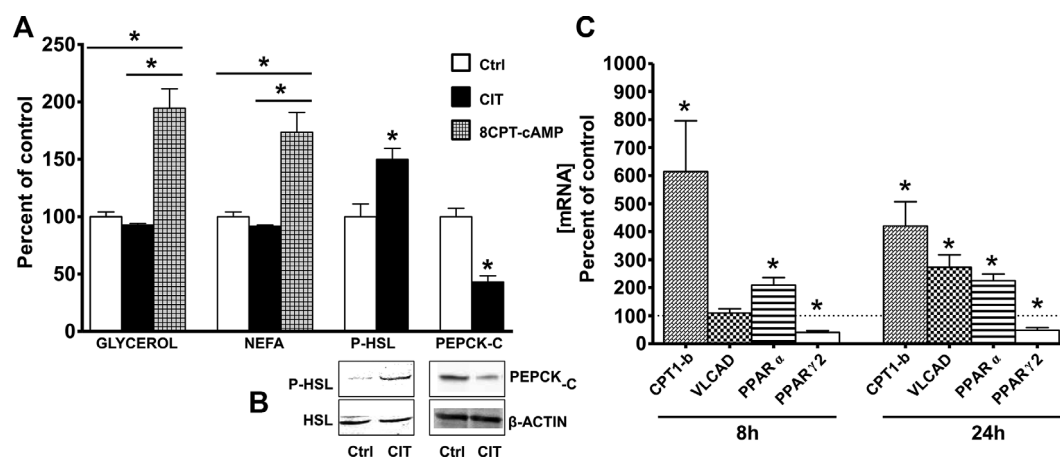 A
Percent of control
250
200
150
100
50
0
* * * * * *
Ctrl
CIT
8CPT-cAMP
GLYCEROL NEFA P-HSL PEPCK-C
B
P-HSL PEPCK-C
HSL β-ACTIN
Ctrl CIT Ctrl CIT
C
[mRNA]
Percent of control
1000
900
800
700
600
500
400
300
200
100
0
* * * * * * *
CPT1-b VLCAD PPARα PPARγ2 CPT1-b VLCAD PPARα PPARγ2
8h 24h